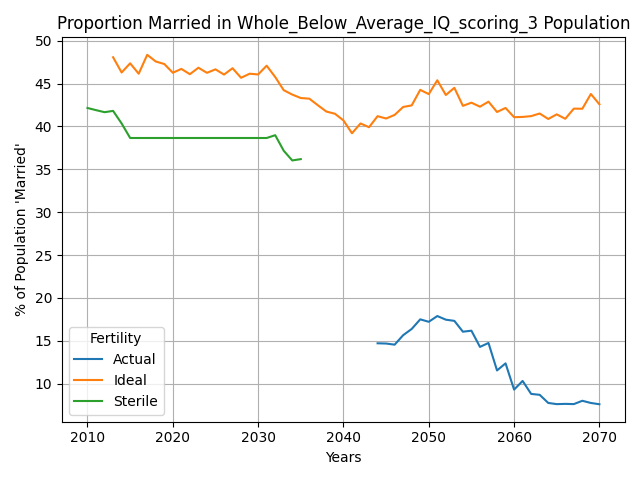 Proportion Married in Whole_Below_Average_IQ_scoring_3 Population
% of Population 'Married'
50
45
40
35
30
25
20
15
10
Fertility
Actual
Ideal
Sterile
2010 2020 2030 2040 2050 2060 2070
Years